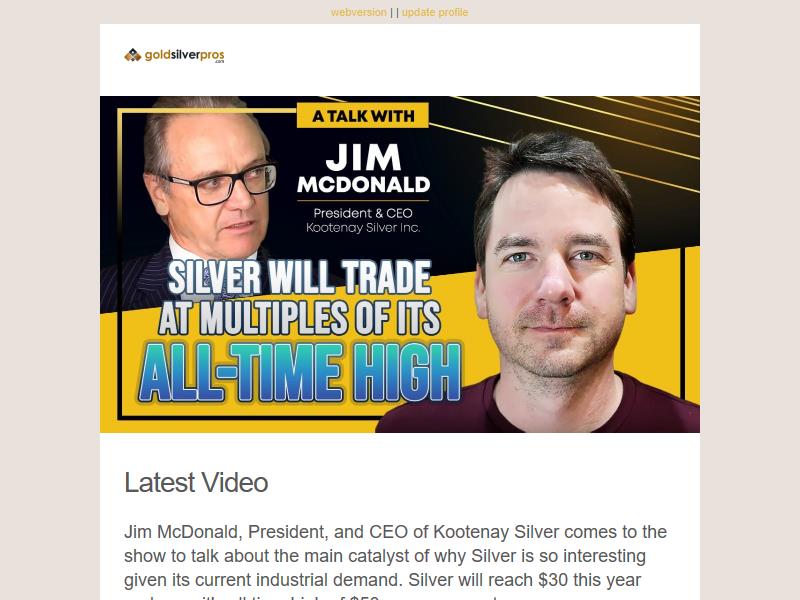 webversion | | update profile
goldsilverpros
.com
A TALK WITH
JIM
MCDONALD
President & CEO
Kootenay Silver Inc.
SILVER WILL TRADE
AT MULTIPLES OF ITS
ALL-TIME HIGH
Latest Video
Jim McDonald, President, and CEO of Kootenay Silver comes to the
show to talk about the main catalyst of why Silver is so interesting
given its current industrial demand. Silver will reach $30 this year